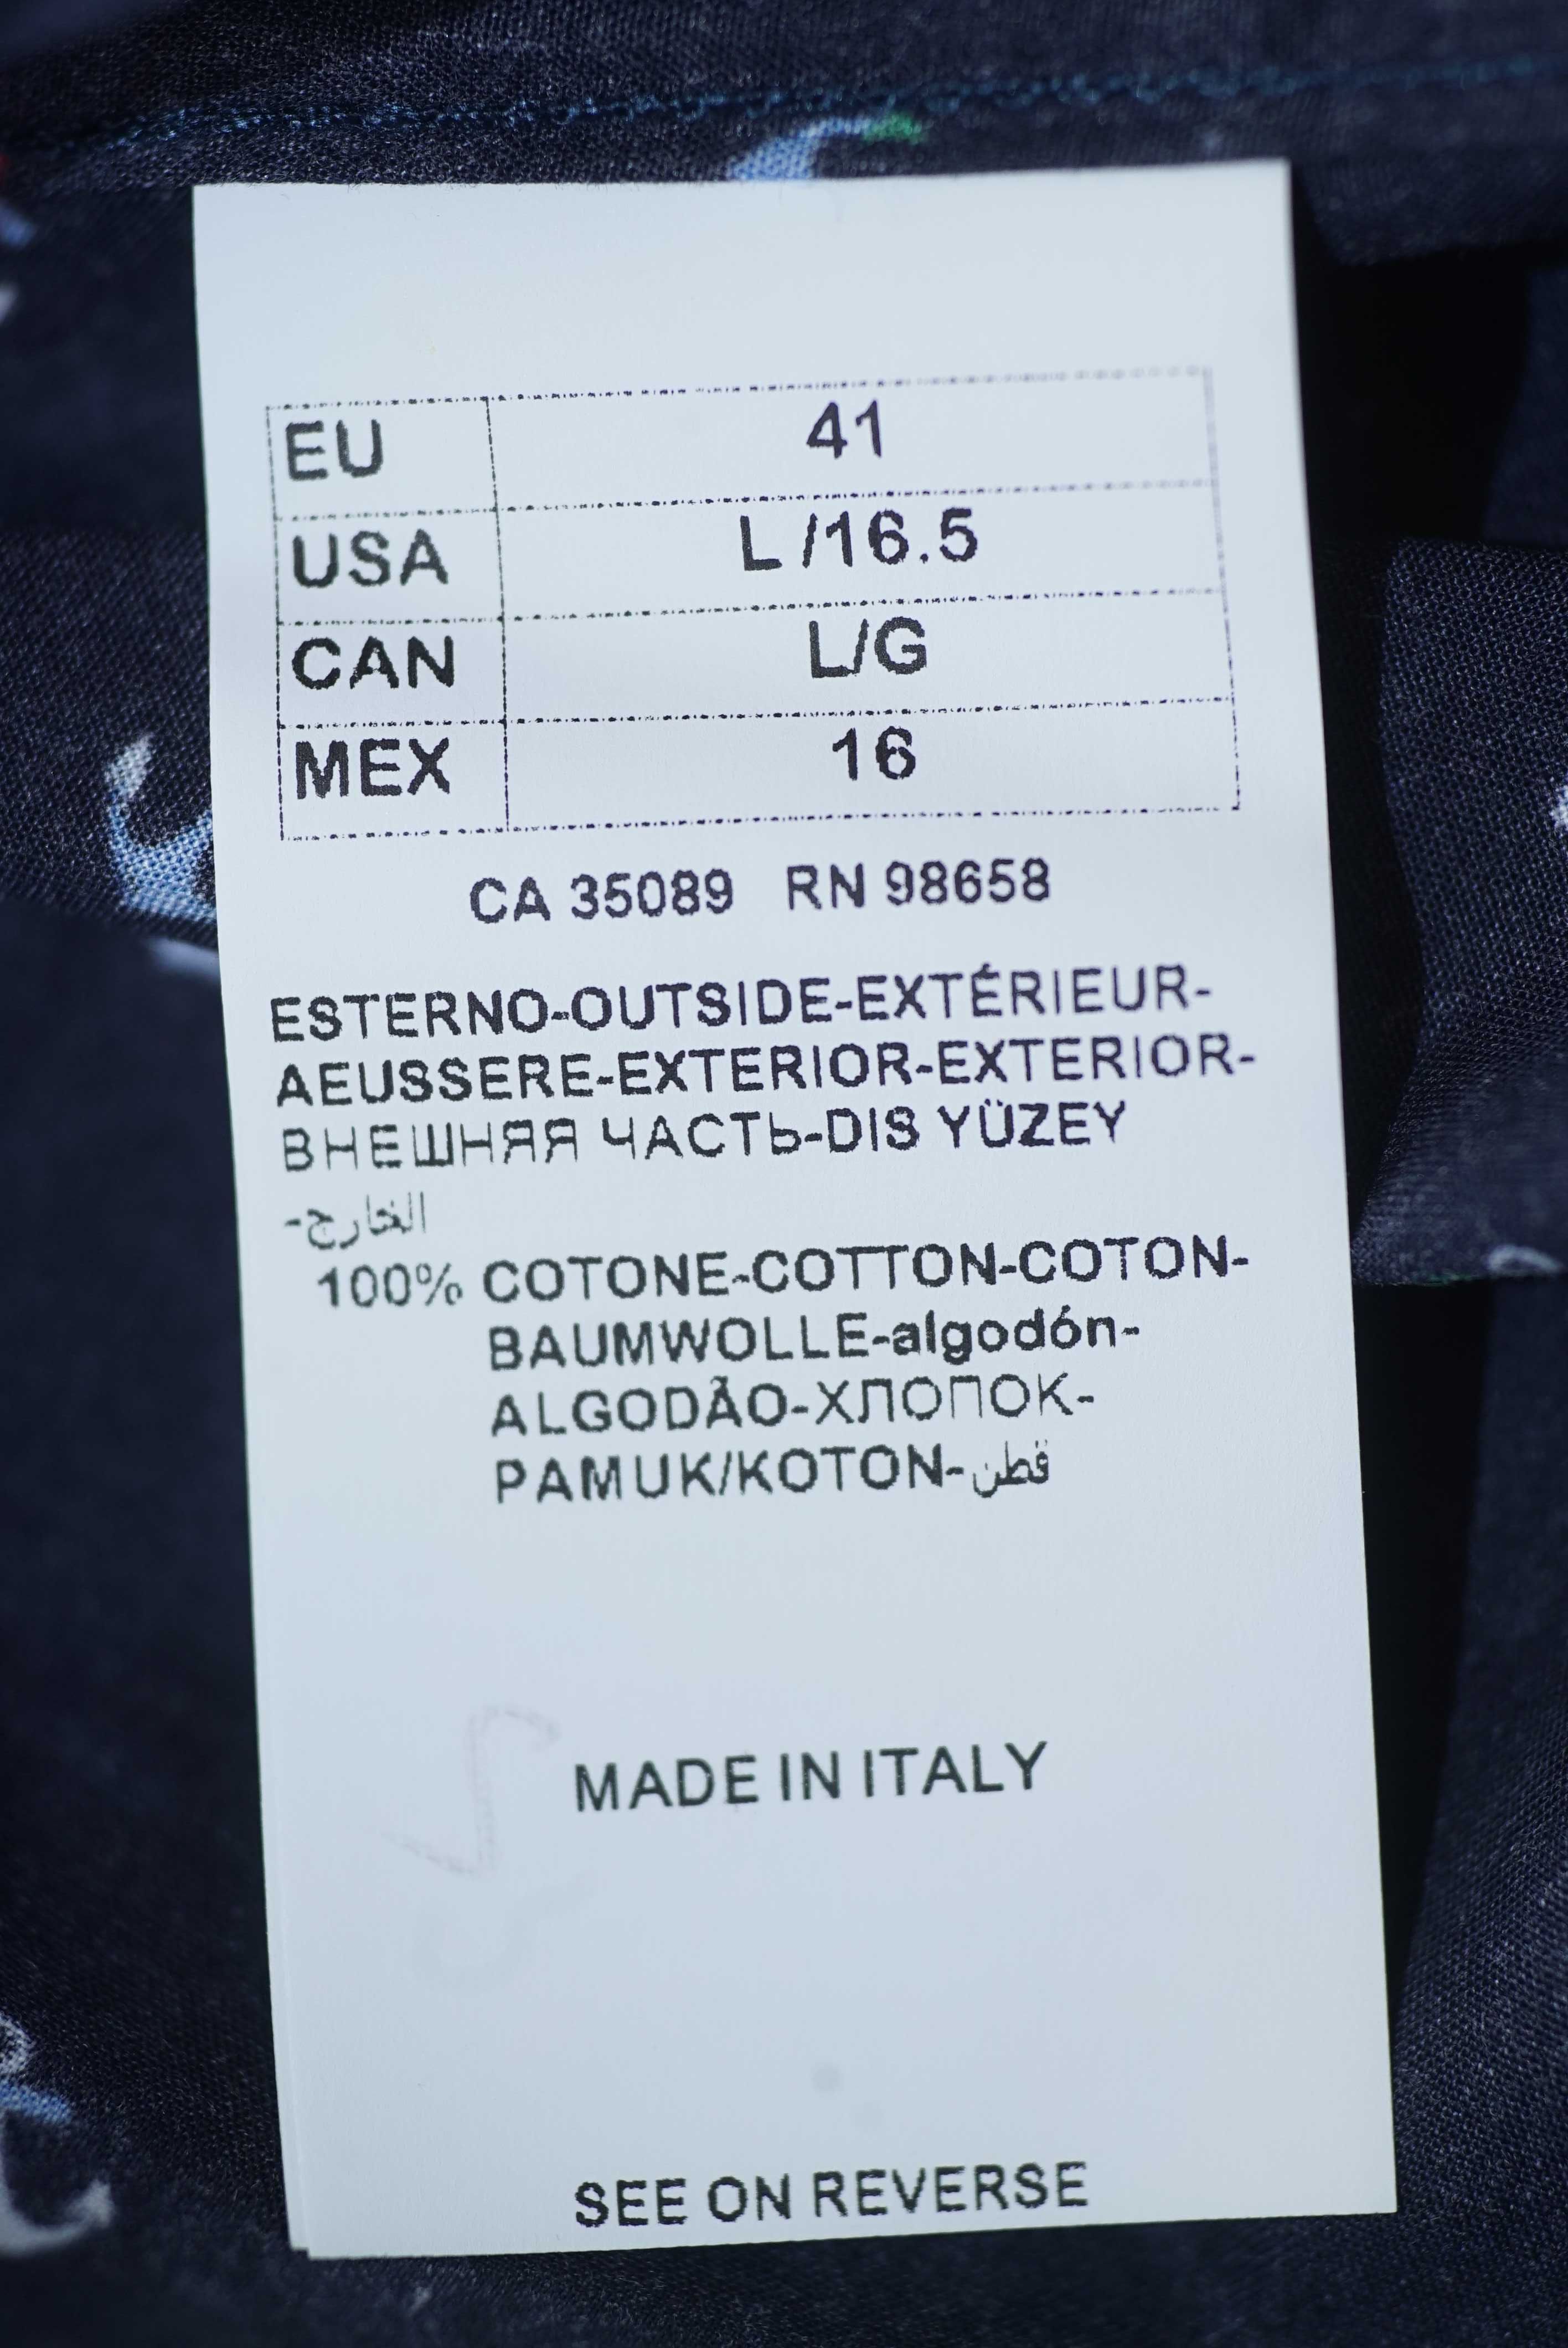 EU 41
USA L /16.5
CAN L/G
MEX 16
CA 35089 RN 98658
ESTERNO-OUTSIDE-EXTÉRIEUR-
AEUSSERE-EXTERIOR-EXTERIOR-
ВНЕШНЯЯ ЧАСТЬ-DIS YÜZEY
-الخارج
100% COTONE-COTTON-COTON-
BAUMWOLLE-algodón-
ALGODÃO-ХЛОПОК-
PAMUK/KOTON-قطن
MADE IN ITALY
SEE ON REVERSE